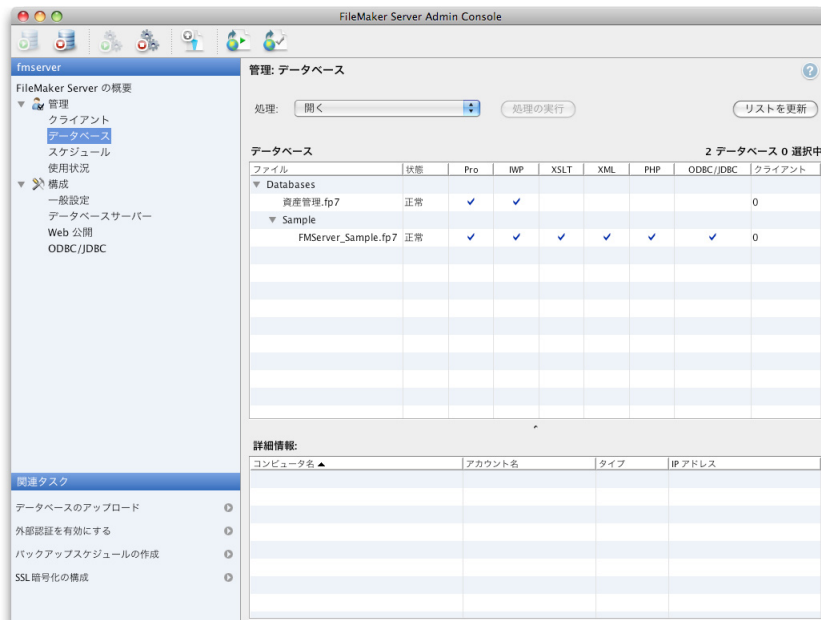 FileMaker Server Admin Console
fmserver
FileMaker Server の概要
管理
クライアント
データベース
スケジュール
使用状況
構成
一般設定
データベースサーバー
Web 公開
ODBC/JDBC
関連タスク
データベースのアップロード
外部認証を有効にする
バックアップスケジュールの作成
SSL暗号化の構成
管理: データベース
処理: 開く 処理の実行 リストを更新
データベース 2 データベース 0 選択中
ファイル 状態 Pro IWP XSLT XML PHP ODBC/JDBC クライアント
Databases
資産管理.fp7 正常 0
Sample
FMServer_Sample.fp7 正常 0
詳細情報:
コンピュータ名 アカウント名 タイプ IP アドレス